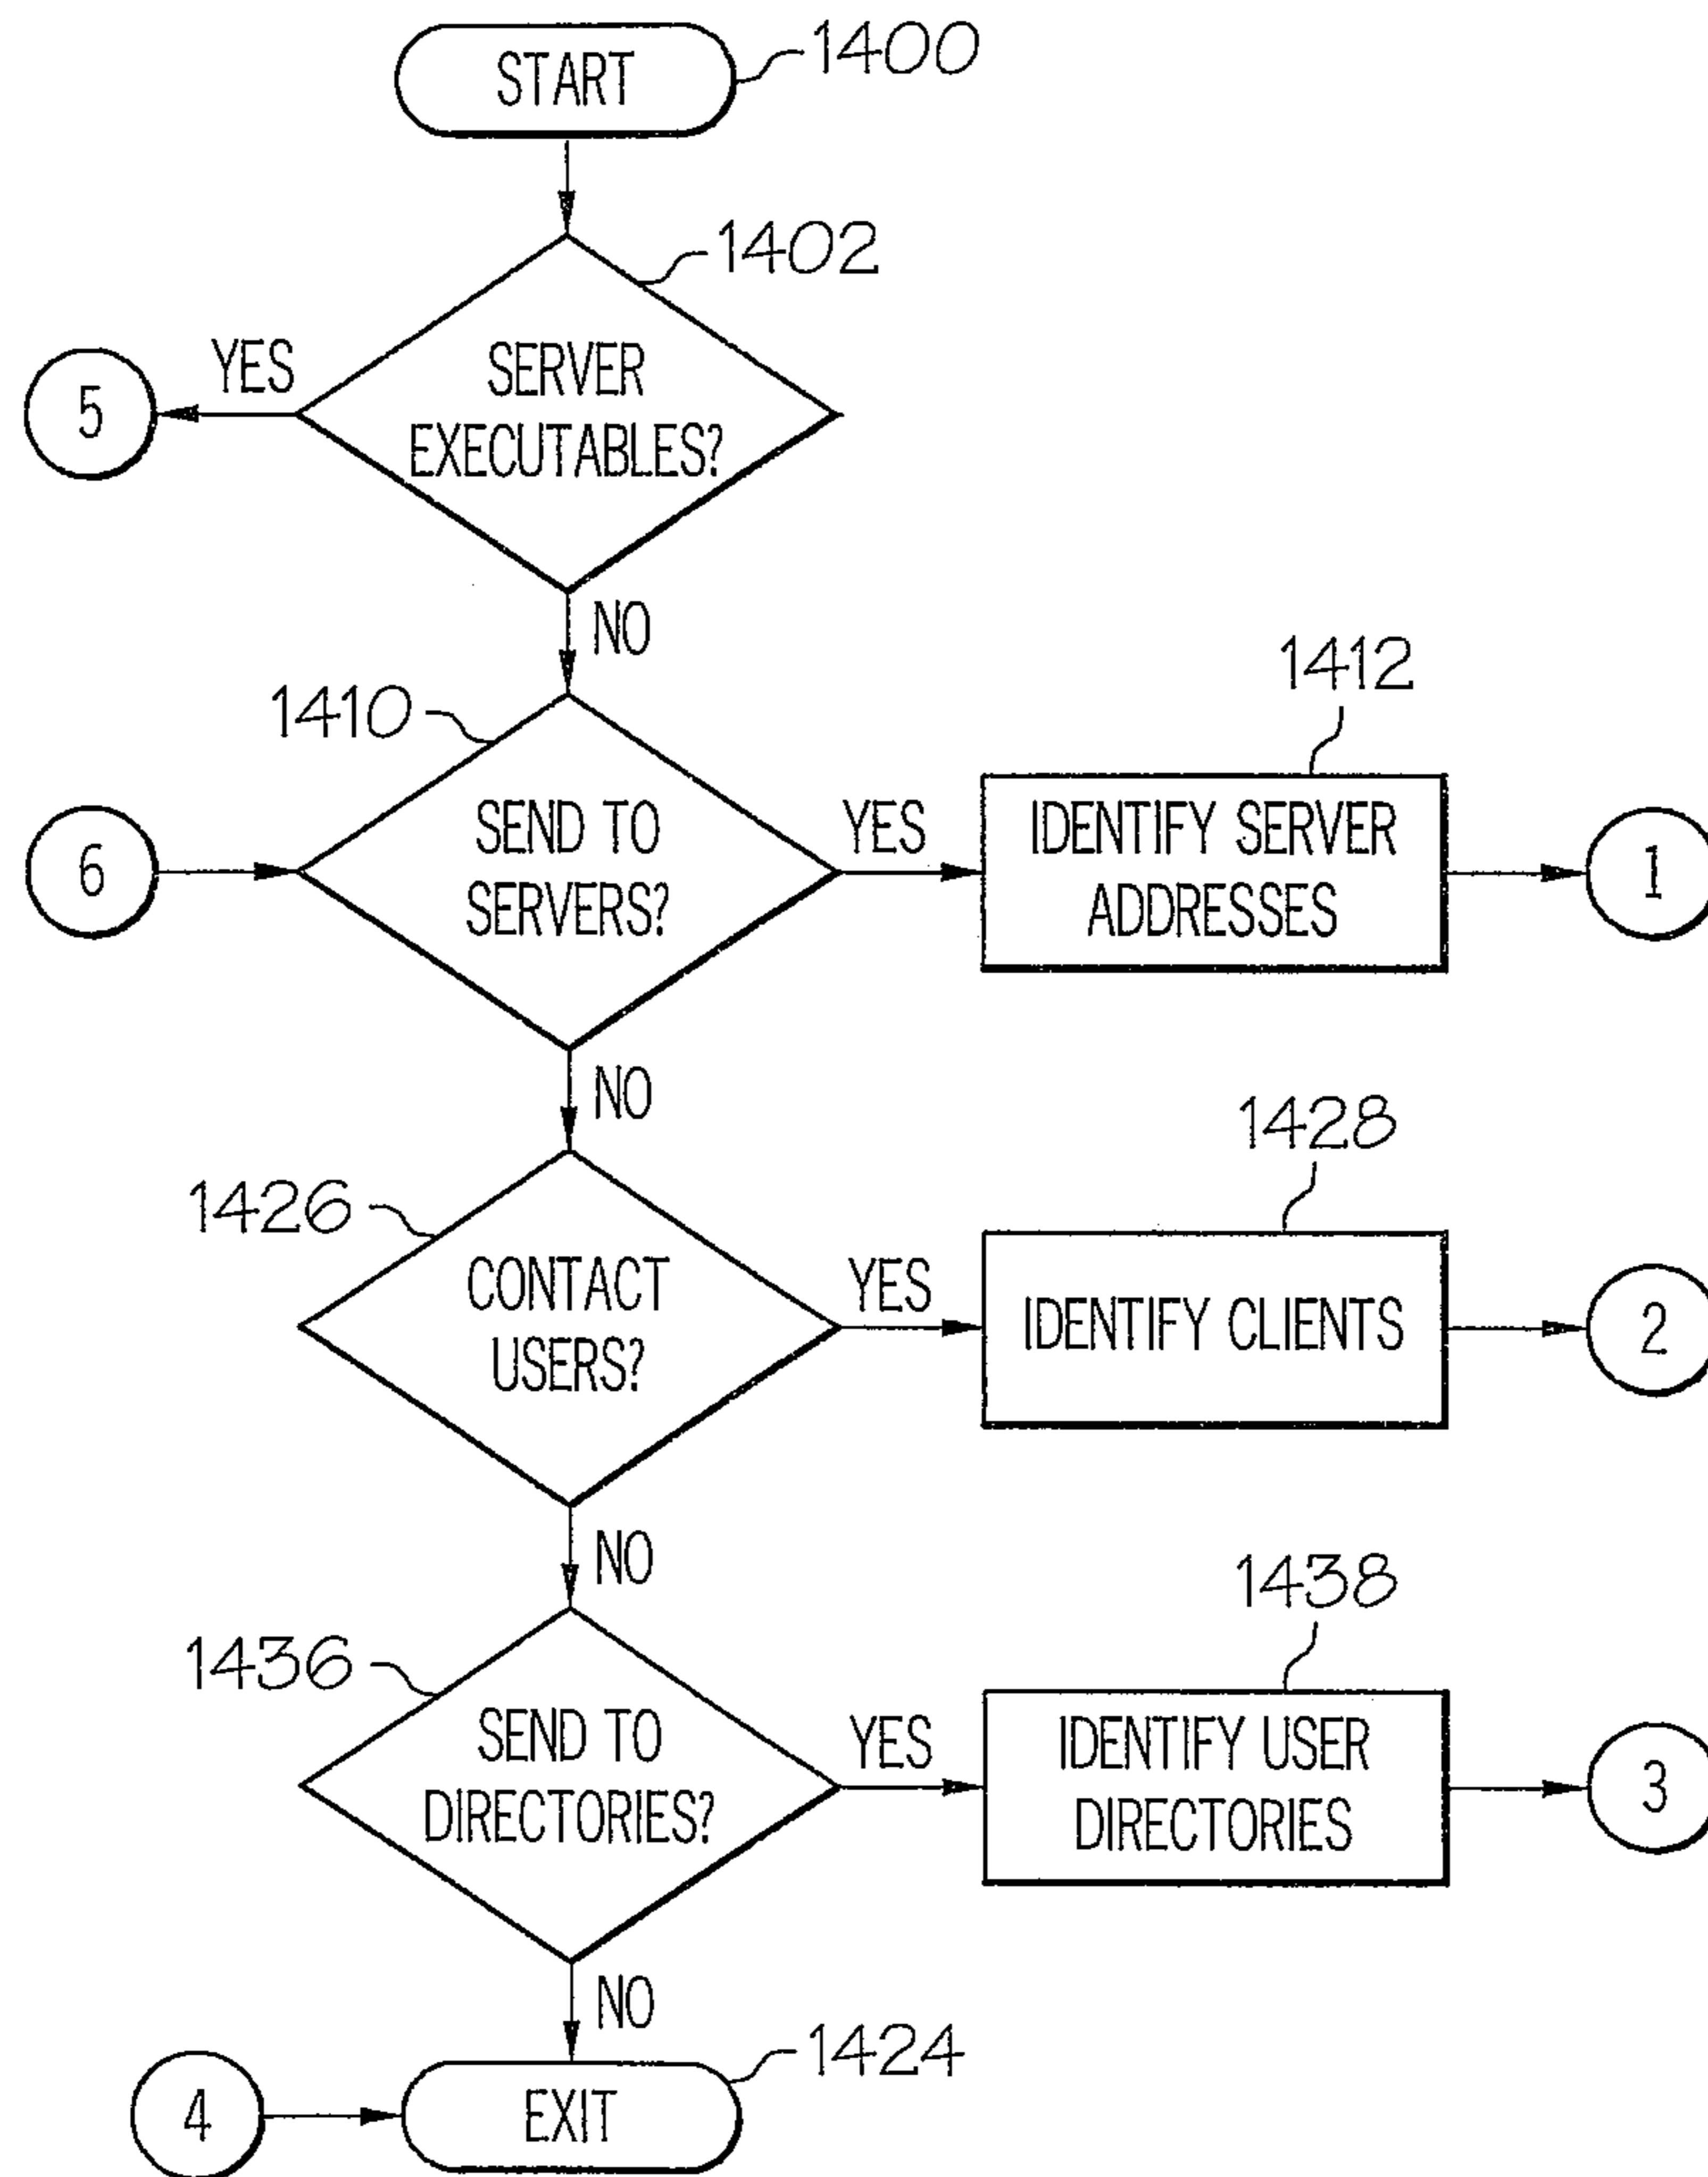 START
1400
1402
YES
SERVER
EXECUTABLES?
5
NO
1410
1412
SEND TO
SERVERS?
YES
IDENTIFY SERVER
ADDRESSES
6
1
NO
1426
1428
CONTACT
USERS?
YES
IDENTIFY CLIENTS
2
NO
1436
1438
SEND TO
DIRECTORIES?
YES
IDENTIFY USER
DIRECTORIES
3
NO
1424
4
EXIT